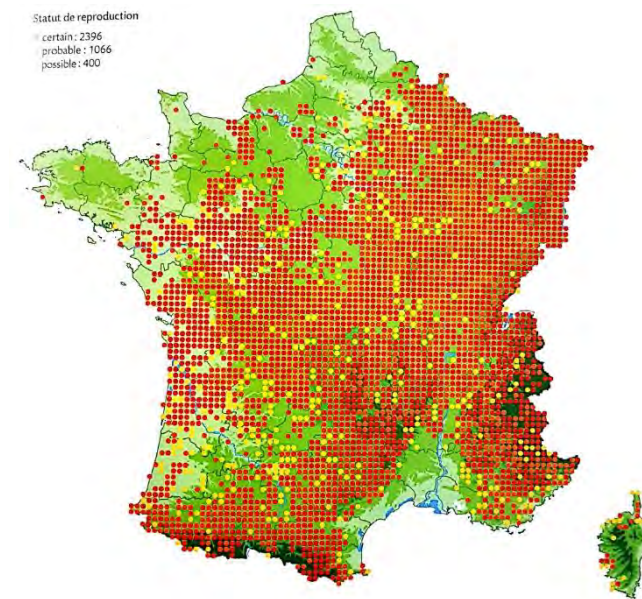 Statut de reproduction
certain : 2396
probable : 1066
possible : 400